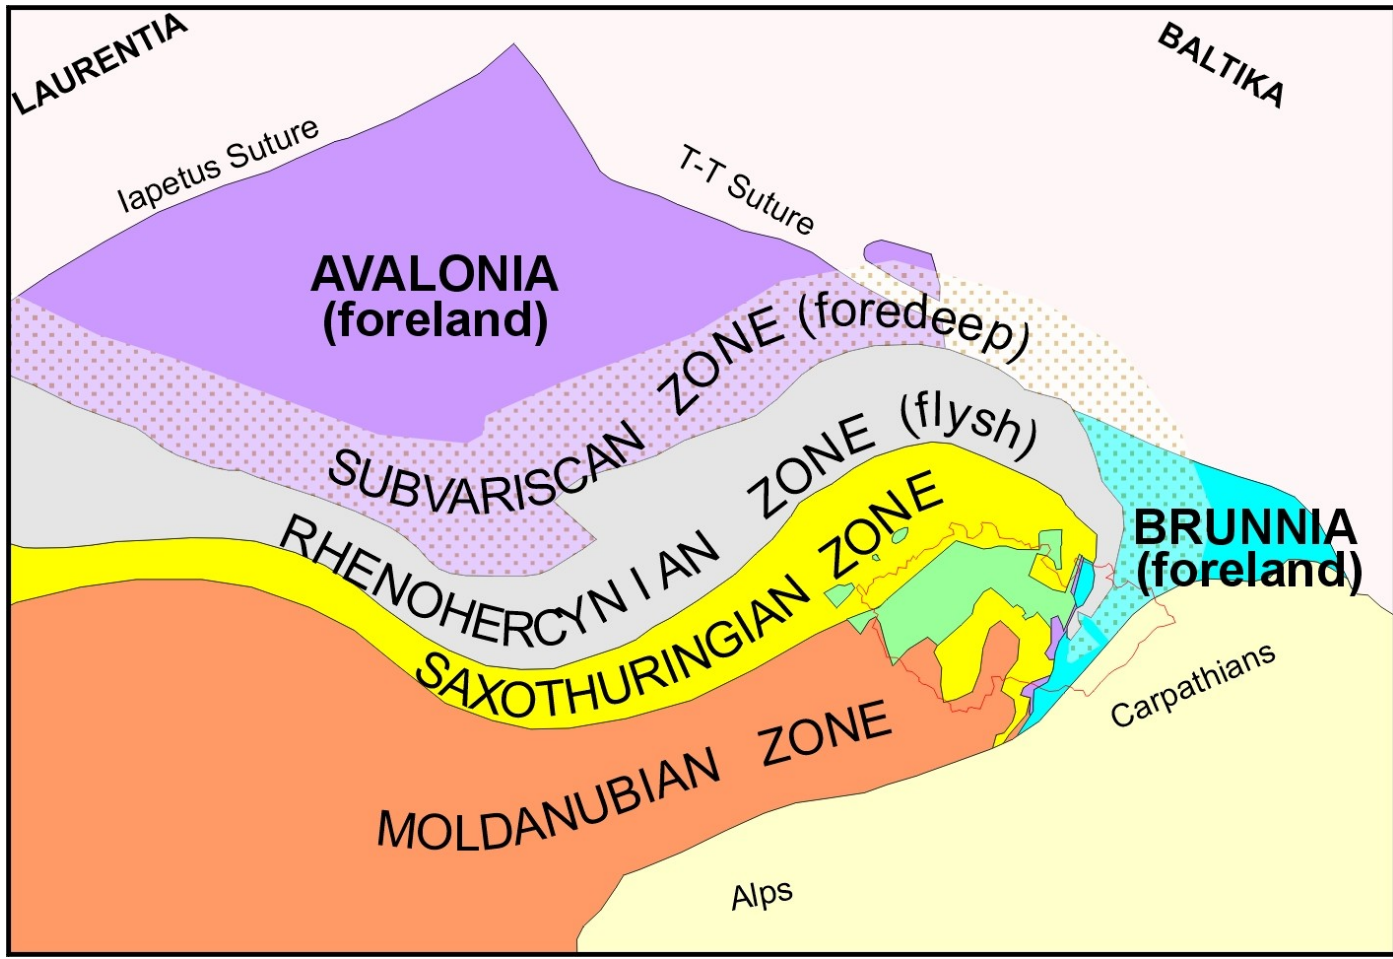 LAURENTIA
BALTIKA
Iapetus Suture
T-T Suture
AVALONIA
(foreland)
SUBVARISCAN ZONE (foredeep)
RHENOHERCYNIAN ZONE (flysh)
SAXOTHURINGIAN ZONE
BRUNNIA
(foreland)
MOLDANUBIAN ZONE
Carpathians
Alps